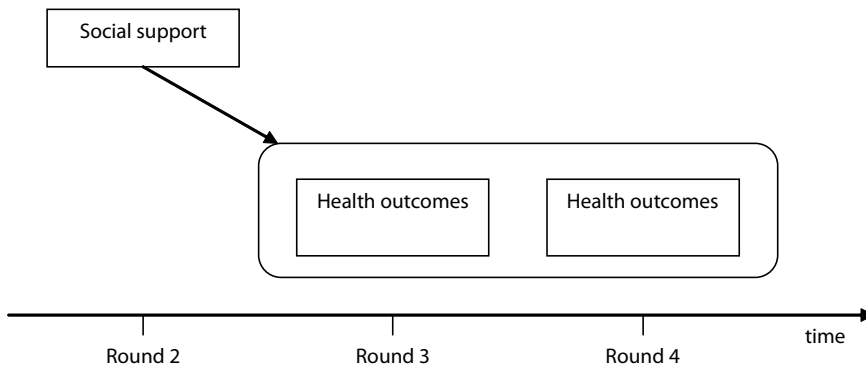 Social support
Health outcomes
Health outcomes
time
Round 2
Round 3
Round 4